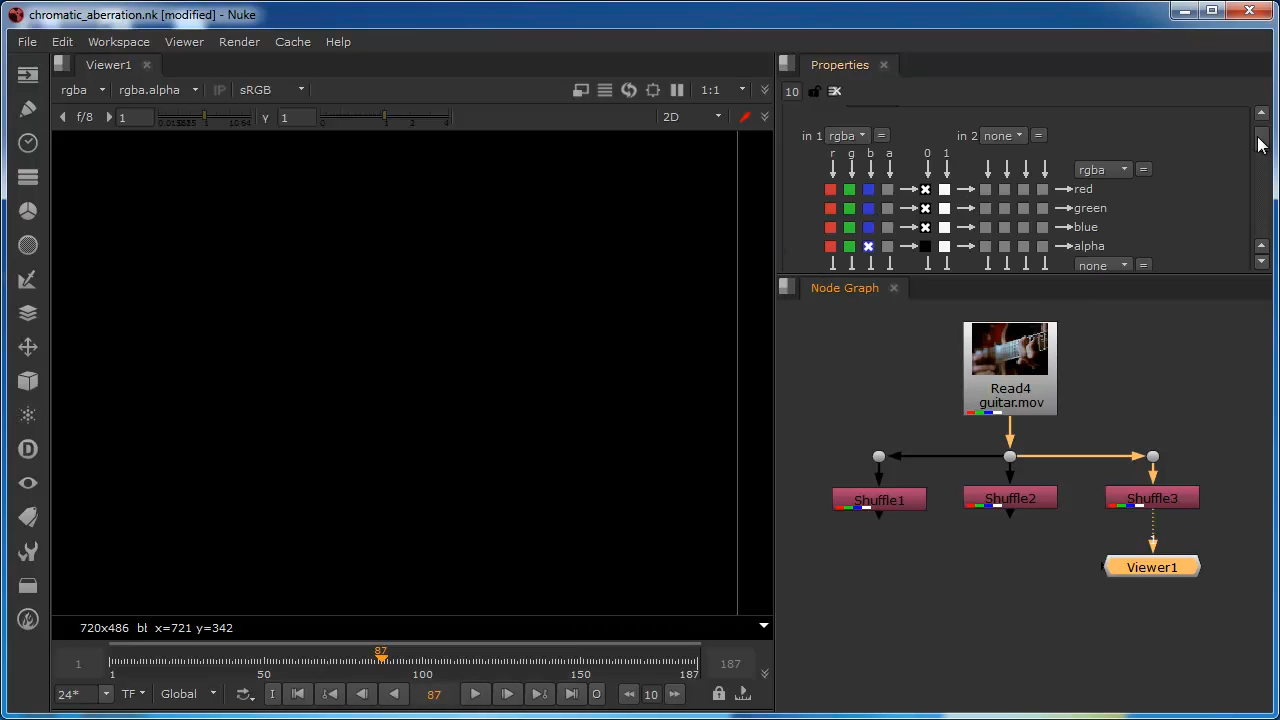 chromatic_aberration.nk [modified] - Nuke
File Edit Workspace Viewer Render Cache Help
Viewer1
Properties
rgba rgba.alpha IP sRGB 1:1
10
f/8 1 y 1 2D
in 1 rgba = in 2 none =
r g b a 0 1
rgba =
red
green
blue
alpha
none =
Node Graph
Read4
guitar.mov
Shuffle1
Shuffle2
Shuffle3
Viewer1
720x486 bb x=721 y=342
87
1 187
1 50 100 150 187
24* TF Global I 87 O 10